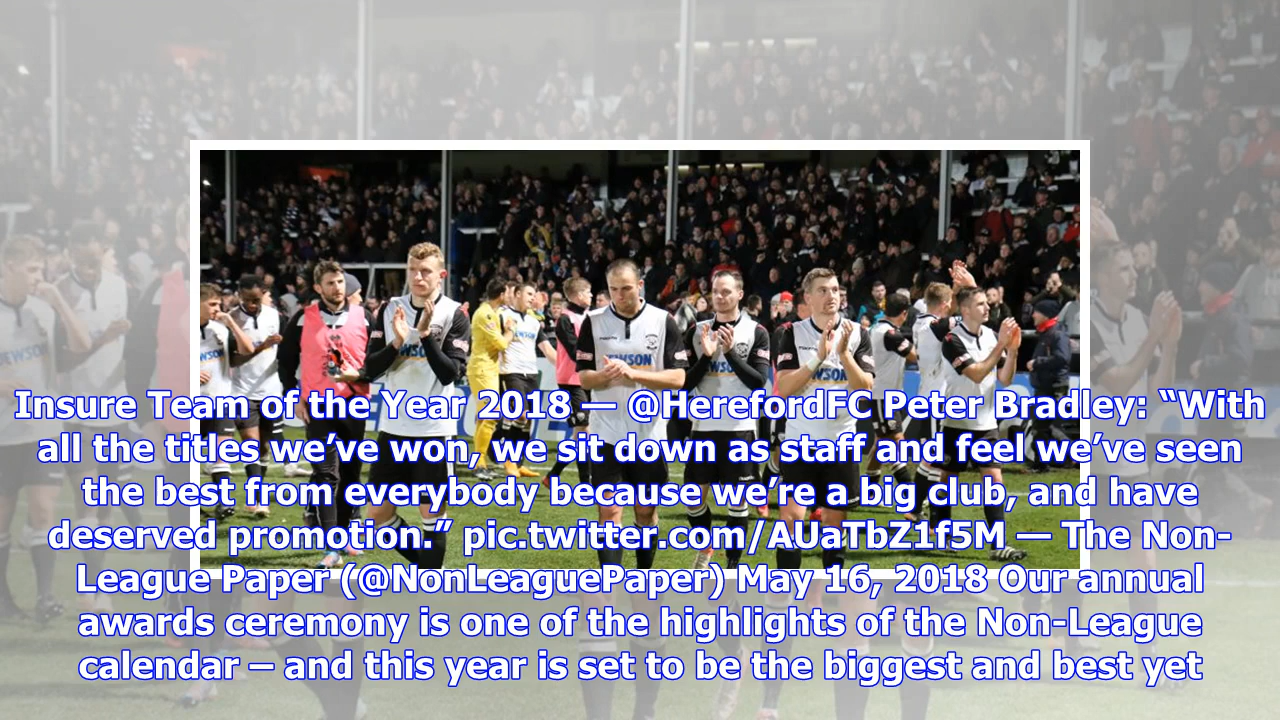 Insure Team of the Year 2018 — @HerefordFC Peter Bradley: “With
all the titles we’ve won, we sit down as staff and feel we’ve seen
the best from everybody because we’re a big club, and have
deserved promotion.” pic.twitter.com/AUaTbZ1f5M — The Non-
League Paper (@NonLeaguePaper) May 16, 2018 Our annual
awards ceremony is one of the highlights of the Non-League
calendar – and this year is set to be the biggest and best yet